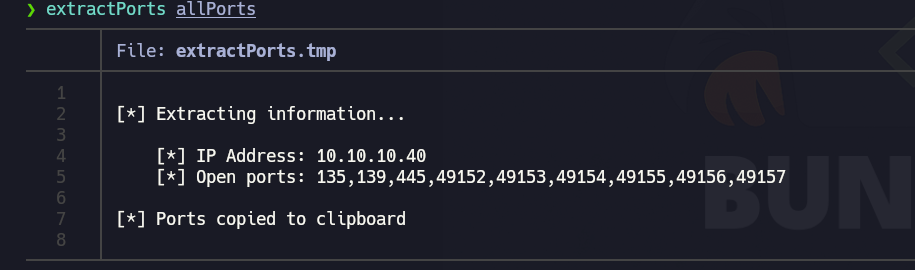 ❯ extractPorts allPorts
File: extractPorts.tmp
1
2 [*] Extracting information...
3
4 [*] IP Address: 10.10.10.40
5 [*] Open ports: 135,139,445,49152,49153,49154,49155,49156,49157
6
7 [*] Ports copied to clipboard
8
BUN